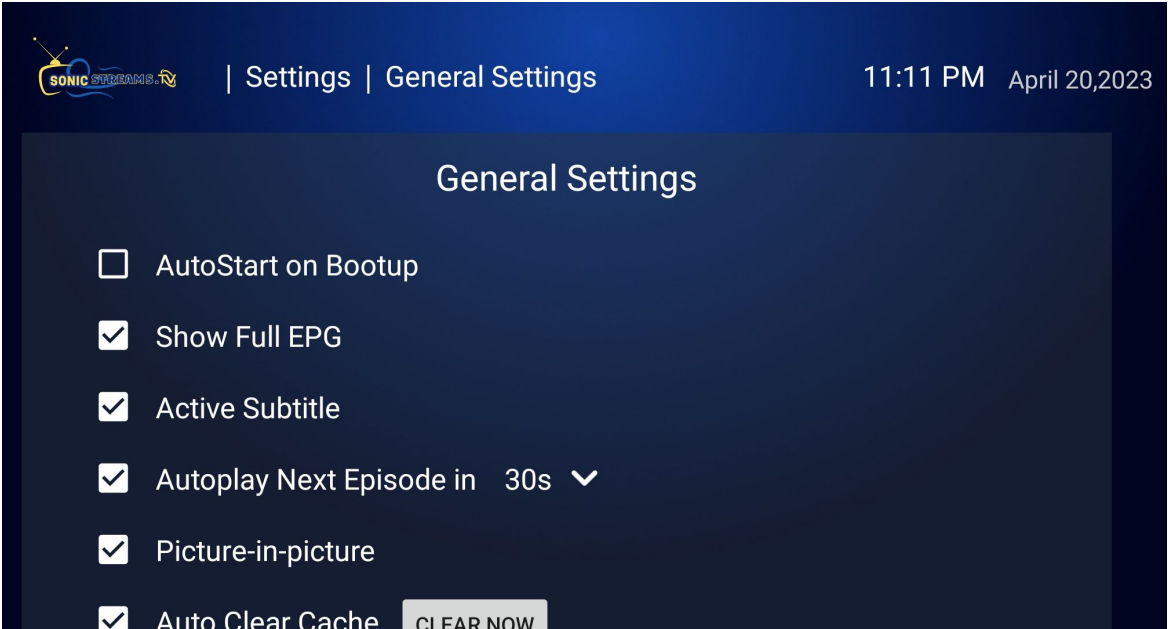 SONIC STREAMS.TV | Settings | General Settings 11:11 PM April 20,2023
General Settings
AutoStart on Bootup
Show Full EPG
Active Subtitle
Autoplay Next Episode in 30s
Picture-in-picture
Auto Clear Cache CLEAR NOW